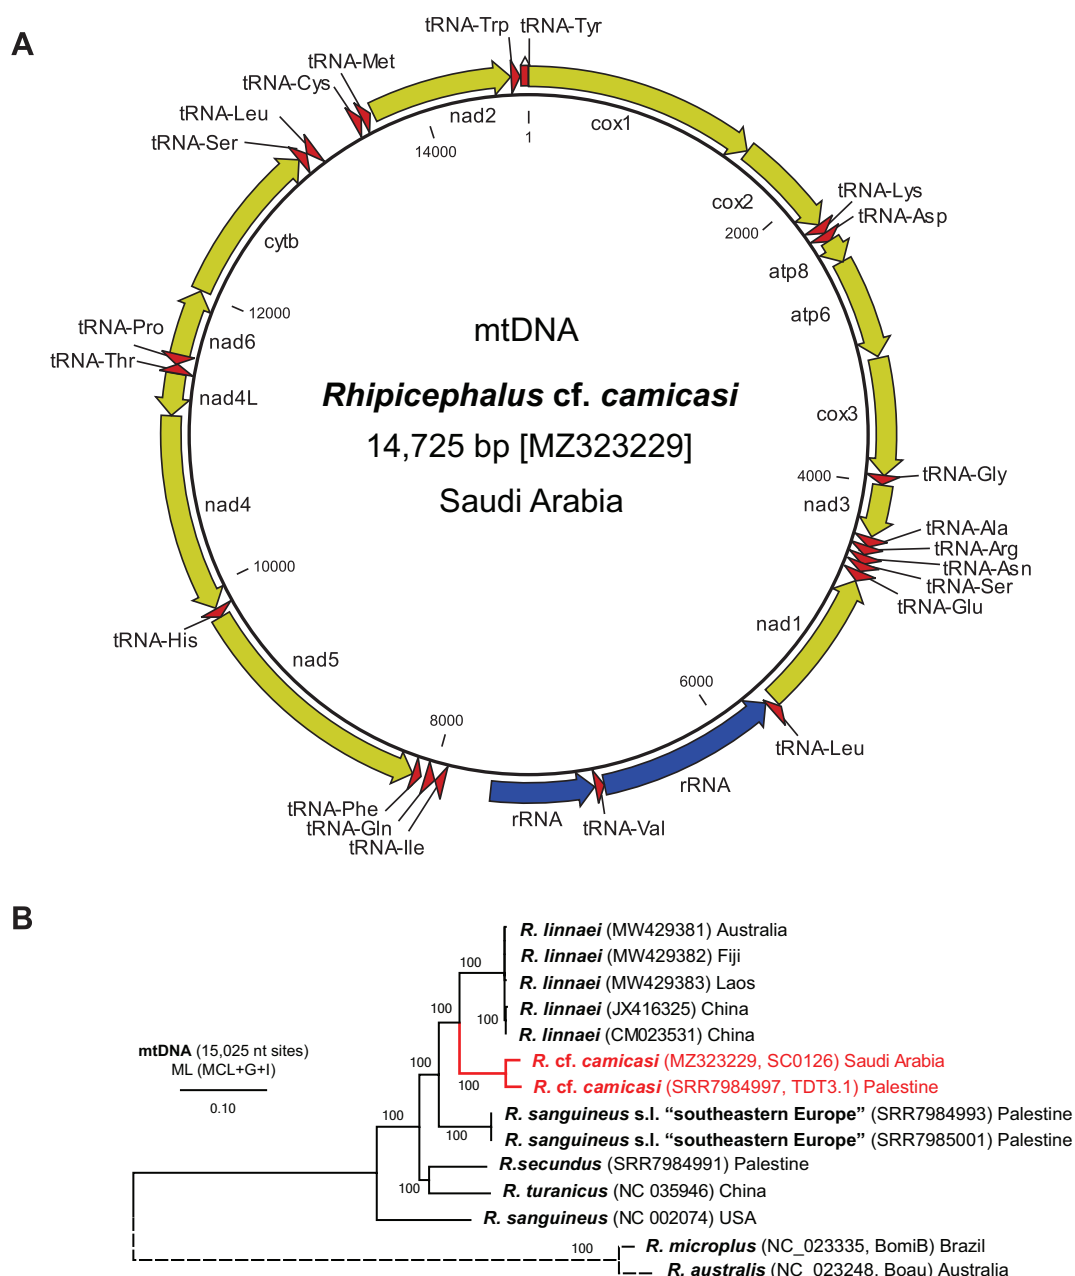 A
tRNA-Trp
tRNA-Tyr
tRNA-Met
tRNA-Cys
tRNA-Leu
tRNA-Ser
nad2
cox1
1
14000
cox2
2000
tRNA-Lys
tRNA-Asp
atp8
atp6
cytb
12000
tRNA-Pro
tRNA-Thr
nad6
nad4L
mtDNA
Rhipicephalus cf. camicasi
14,725 bp [MZ323229]
Saudi Arabia
cox3
4000
tRNA-Gly
nad3
nad4
10000
tRNA-Ala
tRNA-Arg
tRNA-Asn
tRNA-Ser
tRNA-Glu
tRNA-His
nad5
nad1
6000
8000
tRNA-Leu
rRNA
tRNA-Phe
tRNA-Gln
tRNA-Ile
rRNA
tRNA-Val
B
mtDNA (15,025 nt sites)
ML (MCL+G+I)
0.10
R. linnaei (MW429381) Australia
R. linnaei (MW429382) Fiji
100
R. linnaei (MW429383) Laos
100
R. linnaei (JX416325) China
100
R. linnaei (CM023531) China
100
R. cf. camicasi (MZ323229, SC0126) Saudi Arabia
100
R. cf. camicasi (SRR7984997, TDT3.1) Palestine
100
R. sanguineus s.l. “southeastern Europe” (SRR7984993) Palestine
100
R. sanguineus s.l. “southeastern Europe” (SRR7985001) Palestine
R.secundus (SRR7984991) Palestine
100
R. turanicus (NC 035946) China
R. sanguineus (NC 002074) USA
100
R. microplus (NC_023335, BomiB) Brazil
R. australis (NC_023248, Boau) Australia